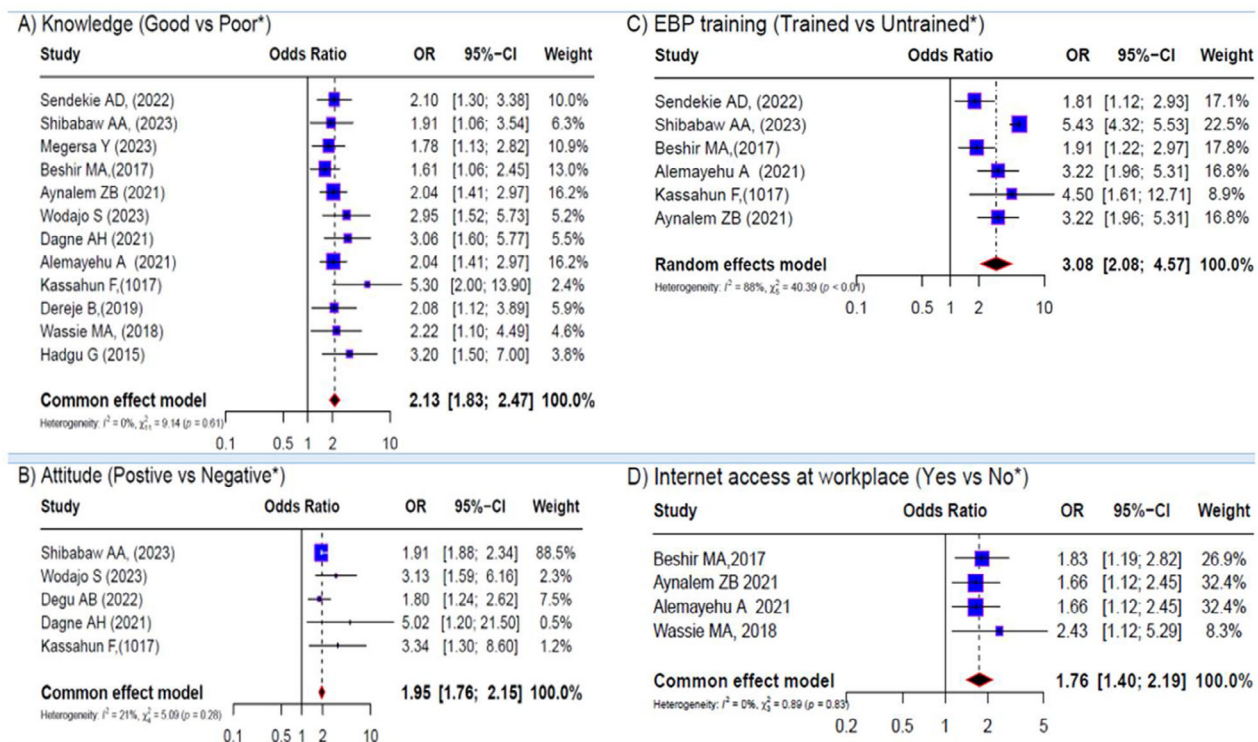 A) Knowledge (Good vs Poor*)
Study Odds Ratio OR 95%-CI Weight
Sendekie AD, (2022) 2.10 [1.30; 3.38] 10.0%
Shibabaw AA, (2023) 1.91 [1.06; 3.54] 6.3%
Megersa Y (2023) 1.78 [1.13; 2.82] 10.9%
Beshir MA,(2017) 1.61 [1.06; 2.45] 13.0%
Aynalem ZB (2021) 2.04 [1.41; 2.97] 16.2%
Wodajo S (2023) 2.95 [1.52; 5.73] 5.2%
Dagne AH (2021) 3.06 [1.60; 5.77] 5.5%
Alemayehu A (2021) 2.04 [1.41; 2.97] 16.2%
Kassahun F,(1017) 5.30 [2.00; 13.90] 2.4%
Dereje B,(2019) 2.08 [1.12; 3.89] 5.9%
Wassie MA, (2018) 2.22 [1.10; 4.49] 4.6%
Hadgu G (2015) 3.20 [1.50; 7.00] 3.8%
Common effect model 2.13 [1.83; 2.47] 100.0%
Heterogeneity: I² = 0%, χ²₁₁ = 9.14 (p = 0.61)
0.1 0.5 1 2 10
B) Attitude (Postive vs Negative*)
Study Odds Ratio OR 95%-CI Weight
Shibabaw AA, (2023) 1.91 [1.88; 2.34] 88.5%
Wodajo S (2023) 3.13 [1.59; 6.16] 2.3%
Degu AB (2022) 1.80 [1.24; 2.62] 7.5%
Dagne AH (2021) 5.02 [1.20; 21.50] 0.5%
Kassahun F,(1017) 3.34 [1.30; 8.60] 1.2%
Common effect model 1.95 [1.76; 2.15] 100.0%
Heterogeneity: I² = 21%, χ²₄ = 5.09 (p = 0.28)
0.1 0.5 1 2 10
C) EBP training (Trained vs Untrained*)
Study Odds Ratio OR 95%-CI Weight
Sendekie AD, (2022) 1.81 [1.12; 2.93] 17.1%
Shibabaw AA, (2023) 5.43 [4.32; 5.53] 22.5%
Beshir MA,(2017) 1.91 [1.22; 2.97] 17.8%
Alemayehu A (2021) 3.22 [1.96; 5.31] 16.8%
Kassahun F,(1017) 4.50 [1.61; 12.71] 8.9%
Aynalem ZB (2021) 3.22 [1.96; 5.31] 16.8%
Random effects model 3.08 [2.08; 4.57] 100.0%
Heterogeneity: I² = 88%, χ²₅ = 40.39 (p < 0.01)
0.1 0.5 1 2 10
D) Internet access at workplace (Yes vs No*)
Study Odds Ratio OR 95%-CI Weight
Beshir MA,2017 1.83 [1.19; 2.82] 26.9%
Aynalem ZB 2021 1.66 [1.12; 2.45] 32.4%
Alemayehu A 2021 1.66 [1.12; 2.45] 32.4%
Wassie MA, 2018 2.43 [1.12; 5.29] 8.3%
Common effect model 1.76 [1.40; 2.19] 100.0%
Heterogeneity: I² = 0%, χ²₃ = 0.89 (p = 0.83)
0.2 0.5 1 2 5